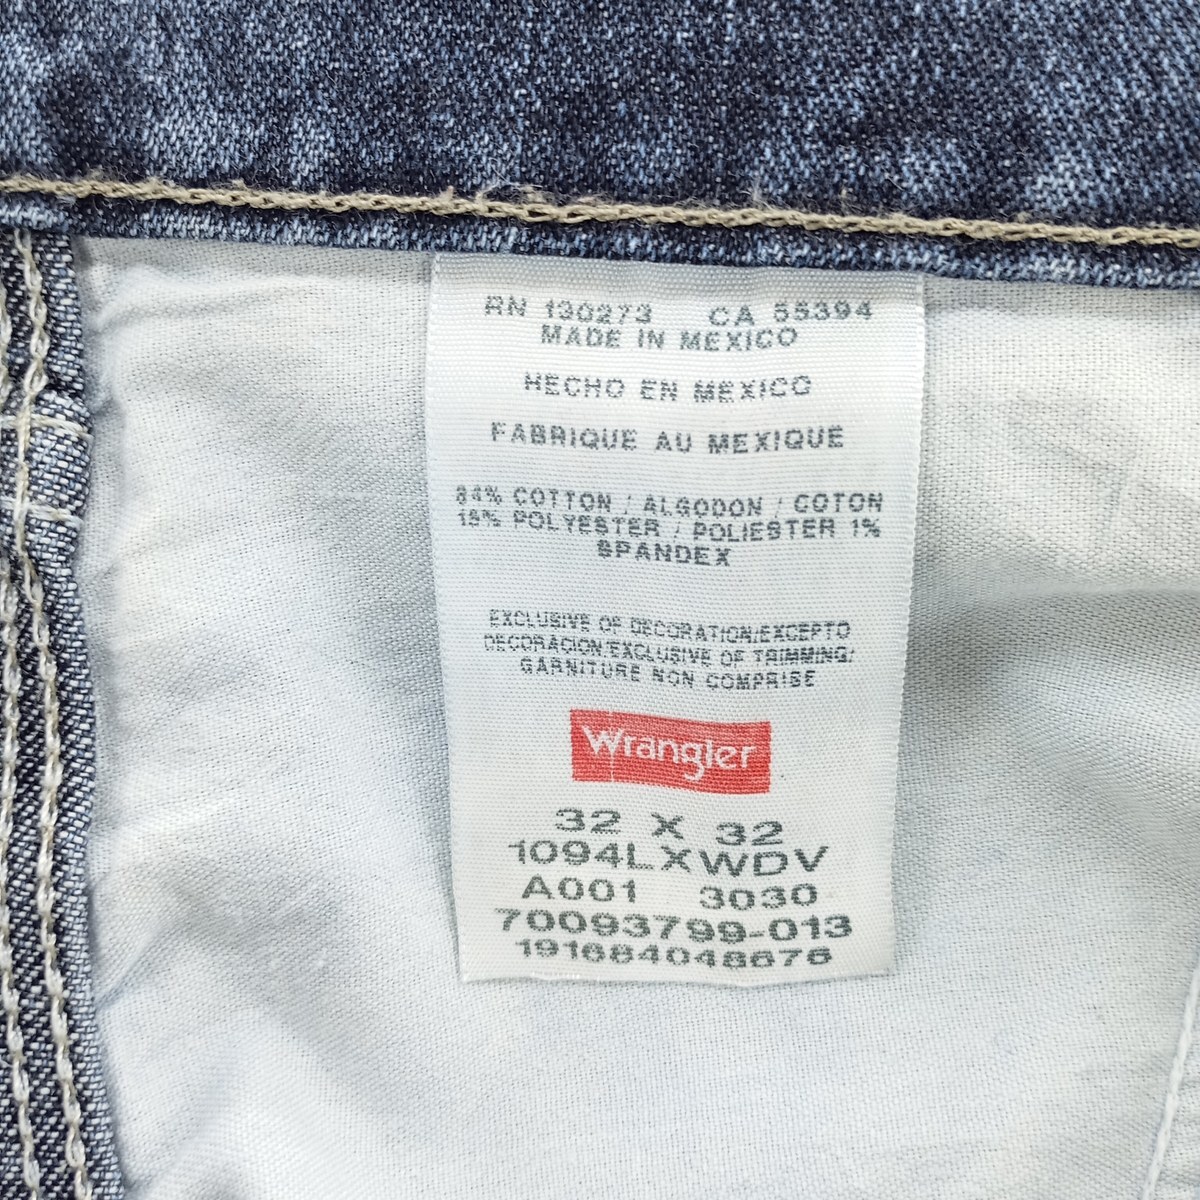 RN 130273 CA 55394
MADE IN MEXICO
HECHO EN MEXICO
FABRIQUE AU MEXIQUE
84% COTTON / ALGODON / COTON
15% POLYESTER / POLIESTER 1%
SPANDEX
EXCLUSIVE OF DECORATION/EXCEPTO
DECORACION/EXCLUSIVE OF TRIMMING/
GARNITURE NON COMPRISE
Wrangler
32 X 32
1094LXWDV
A001 3030
70093799-013
191684048676